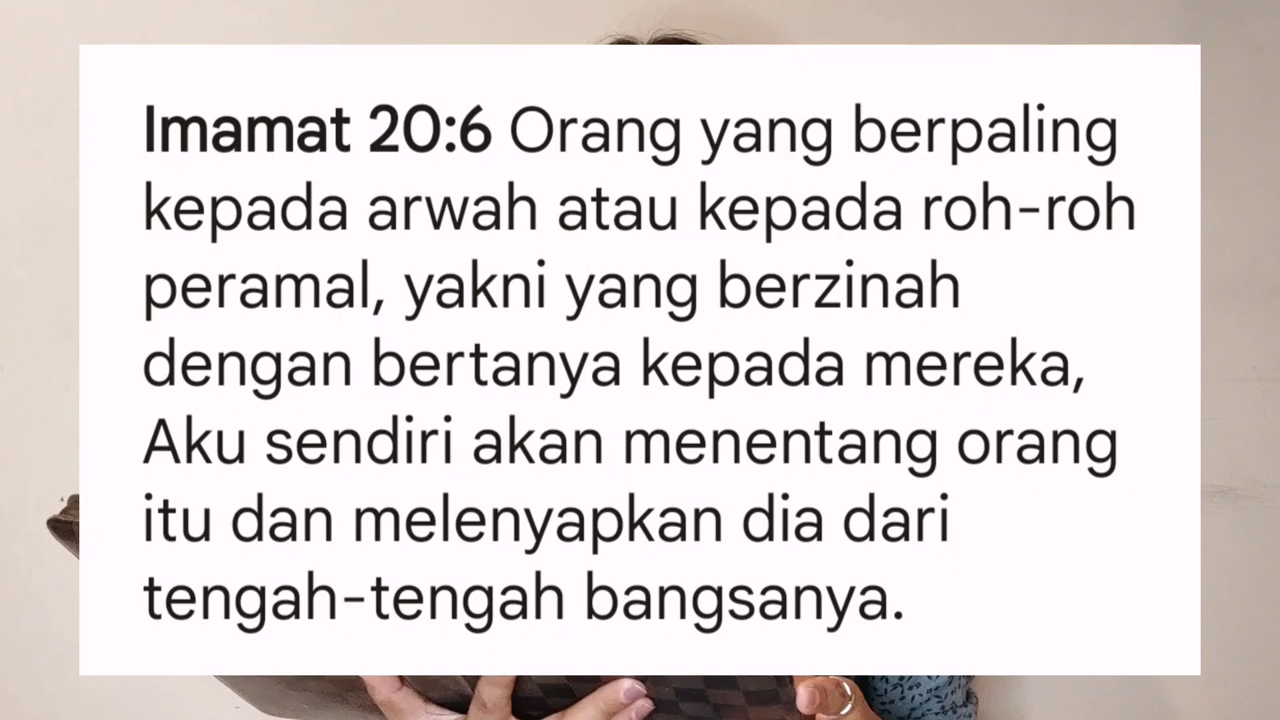 Imamat 20:6 Orang yang berpaling
kepada arwah atau kepada roh-roh
peramal, yakni yang berzinah
dengan bertanya kepada mereka,
Aku sendiri akan menentang orang
itu dan melenyapkan dia dari
tengah-tengah bangsanya.